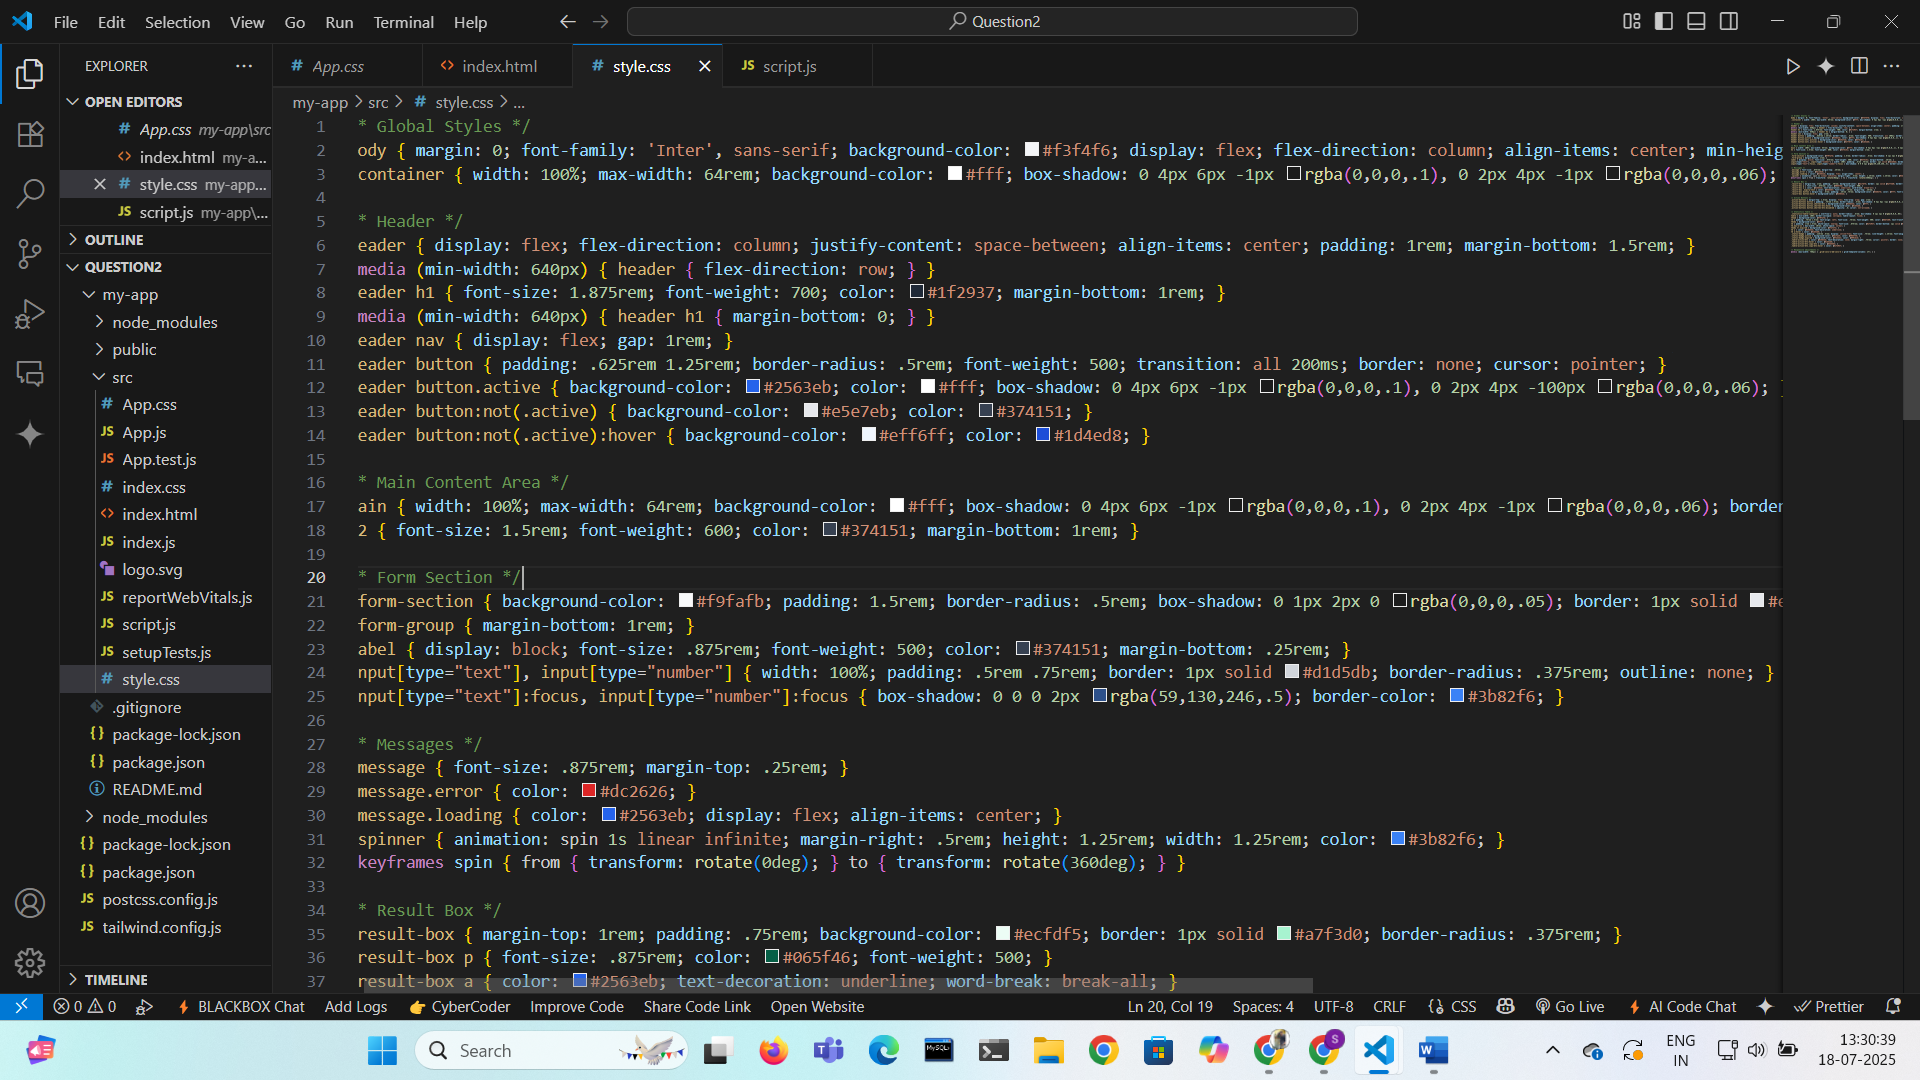 File Edit Selection View Go Run Terminal Help
Question2
EXPLORER
OPEN EDITORS
App.css my-app\src
index.html my-a...
style.css my-app...
script.js my-app\...
OUTLINE
QUESTION2
my-app
node_modules
public
src
App.css
App.js
App.test.js
index.css
index.html
index.js
logo.svg
reportWebVitals.js
script.js
setupTests.js
style.css
.gitignore
package-lock.json
package.json
README.md
node_modules
package-lock.json
package.json
postcss.config.js
tailwind.config.js
TIMELINE
App.css index.html style.css script.js
my-app > src > # style.css > ...
1 * Global Styles */
2 ody { margin: 0; font-family: 'Inter', sans-serif; background-color: #f3f4f6; display: flex; flex-direction: column; align-items: center; min-heig
3 container { width: 100%; max-width: 64rem; background-color: #fff; box-shadow: 0 4px 6px -1px rgba(0,0,0,.1), 0 2px 4px -1px rgba(0,0,0,.06);
4
5 * Header */
6 eader { display: flex; flex-direction: column; justify-content: space-between; align-items: center; padding: 1rem; margin-bottom: 1.5rem; }
7 media (min-width: 640px) { header { flex-direction: row; } }
8 eader h1 { font-size: 1.875rem; font-weight: 700; color: #1f2937; margin-bottom: 1rem; }
9 media (min-width: 640px) { header h1 { margin-bottom: 0; } }
10 eader nav { display: flex; gap: 1rem; }
11 eader button { padding: .625rem 1.25rem; border-radius: .5rem; font-weight: 500; transition: all 200ms; border: none; cursor: pointer; }
12 eader button.active { background-color: #2563eb; color: #fff; box-shadow: 0 4px 6px -1px rgba(0,0,0,.1), 0 2px 4px -100px rgba(0,0,0,.06); }
13 eader button:not(.active) { background-color: #e5e7eb; color: #374151; }
14 eader button:not(.active):hover { background-color: #eff6ff; color: #1d4ed8; }
15
16 * Main Content Area */
17 ain { width: 100%; max-width: 64rem; background-color: #fff; box-shadow: 0 4px 6px -1px rgba(0,0,0,.1), 0 2px 4px -1px rgba(0,0,0,.06); border
18 2 { font-size: 1.5rem; font-weight: 600; color: #374151; margin-bottom: 1rem; }
19
20 * Form Section */
21 form-section { background-color: #f9fafb; padding: 1.5rem; border-radius: .5rem; box-shadow: 0 1px 2px 0 rgba(0,0,0,.05); border: 1px solid #e
22 form-group { margin-bottom: 1rem; }
23 abel { display: block; font-size: .875rem; font-weight: 500; color: #374151; margin-bottom: .25rem; }
24 nput[type="text"], input[type="number"] { width: 100%; padding: .5rem .75rem; border: 1px solid #d1d5db; border-radius: .375rem; outline: none; }
25 nput[type="text"]:focus, input[type="number"]:focus { box-shadow: 0 0 0 2px rgba(59,130,246,.5); border-color: #3b82f6; }
26
27 * Messages */
28 message { font-size: .875rem; margin-top: .25rem; }
29 message.error { color: #dc2626; }
30 message.loading { color: #2563eb; display: flex; align-items: center; }
31 spinner { animation: spin 1s linear infinite; margin-right: .5rem; height: 1.25rem; width: 1.25rem; color: #3b82f6; }
32 keyframes spin { from { transform: rotate(0deg); } to { transform: rotate(360deg); } }
33
34 * Result Box */
35 result-box { margin-top: 1rem; padding: .75rem; background-color: #ecfdf5; border: 1px solid #a7f3d0; border-radius: .375rem; }
36 result-box p { font-size: .875rem; color: #065f46; font-weight: 500; }
37 result-box a { color: #2563eb; text-decoration: underline; word-break: break-all; }
0 0 BLACKBOX Chat Add Logs CyberCoder Improve Code Share Code Link Open Website Ln 20, Col 19 Spaces: 4 UTF-8 CRLF {} CSS Go Live AI Code Chat Prettier
Search
ENG
IN
13:30:39
18-07-2025